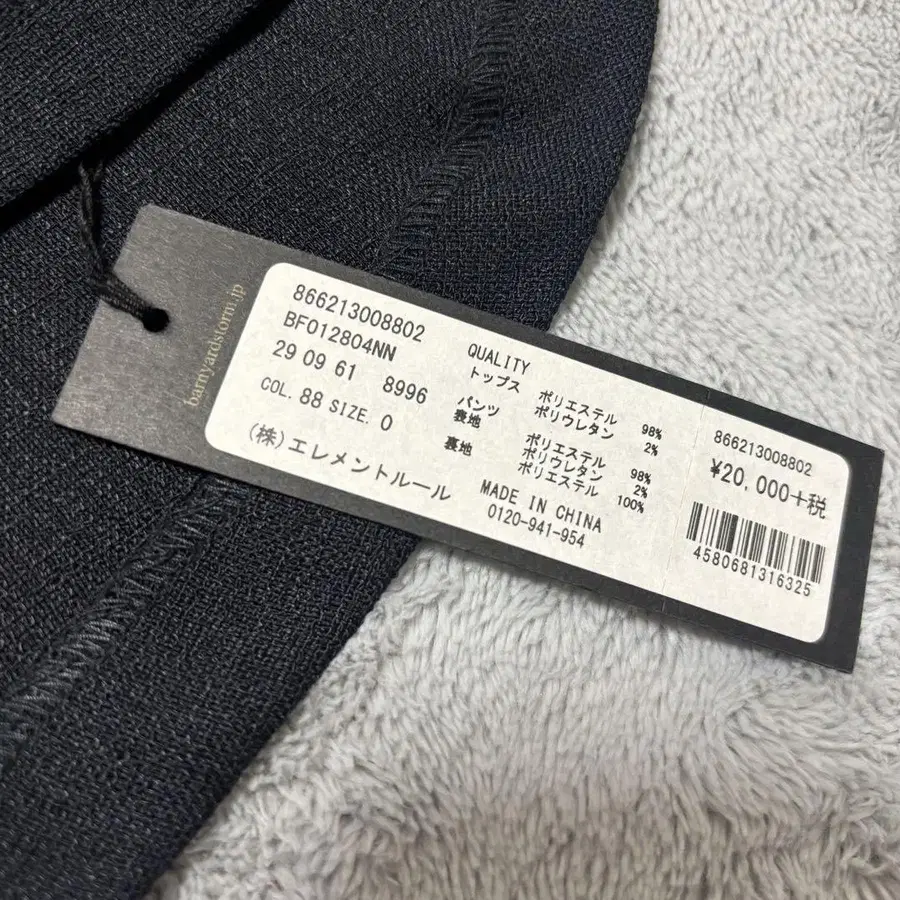 barnyardstorm.jp
866213008802
BF012804NN
29 09 61 8996
COL. 88 SIZE. 0
(株)エレメントルール
QUALITY
トップス ポリエステル 98%
ポリウレタン 2%
パンツ
表地 ポリエステル 98%
ポリウレタン 2%
裏地 ポリエステル 100%
MADE IN CHINA
0120-941-954
866213008802
¥20,000+税
4580681316325